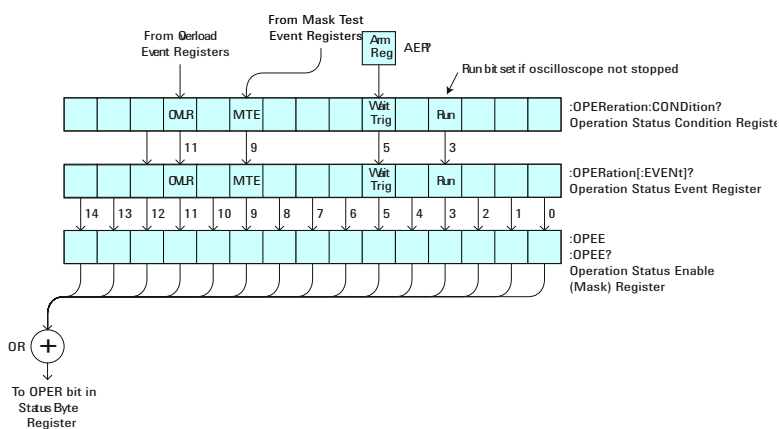 From Mask Test
Event Registers
From Overload
Event Registers
Arm
Reg
AER?
Run bit set if oscilloscope not stopped
OVLR
MTE
Wait
Trig
Run
:OPEReration:CONDition?
Operation Status Condition Registe
11
9
5
3
OVLR
MTE
Wait
Trig
Run
:OPERation[:EVENt]?
Operation Status Event Register
14
13
12
11
10
9
8
7
6
5
4
3
2
1
0
:OPEE
:OPEE?
Operation Status Enable
(Mask) Register
OR
+
To OPER bit in
Status Byte
Register